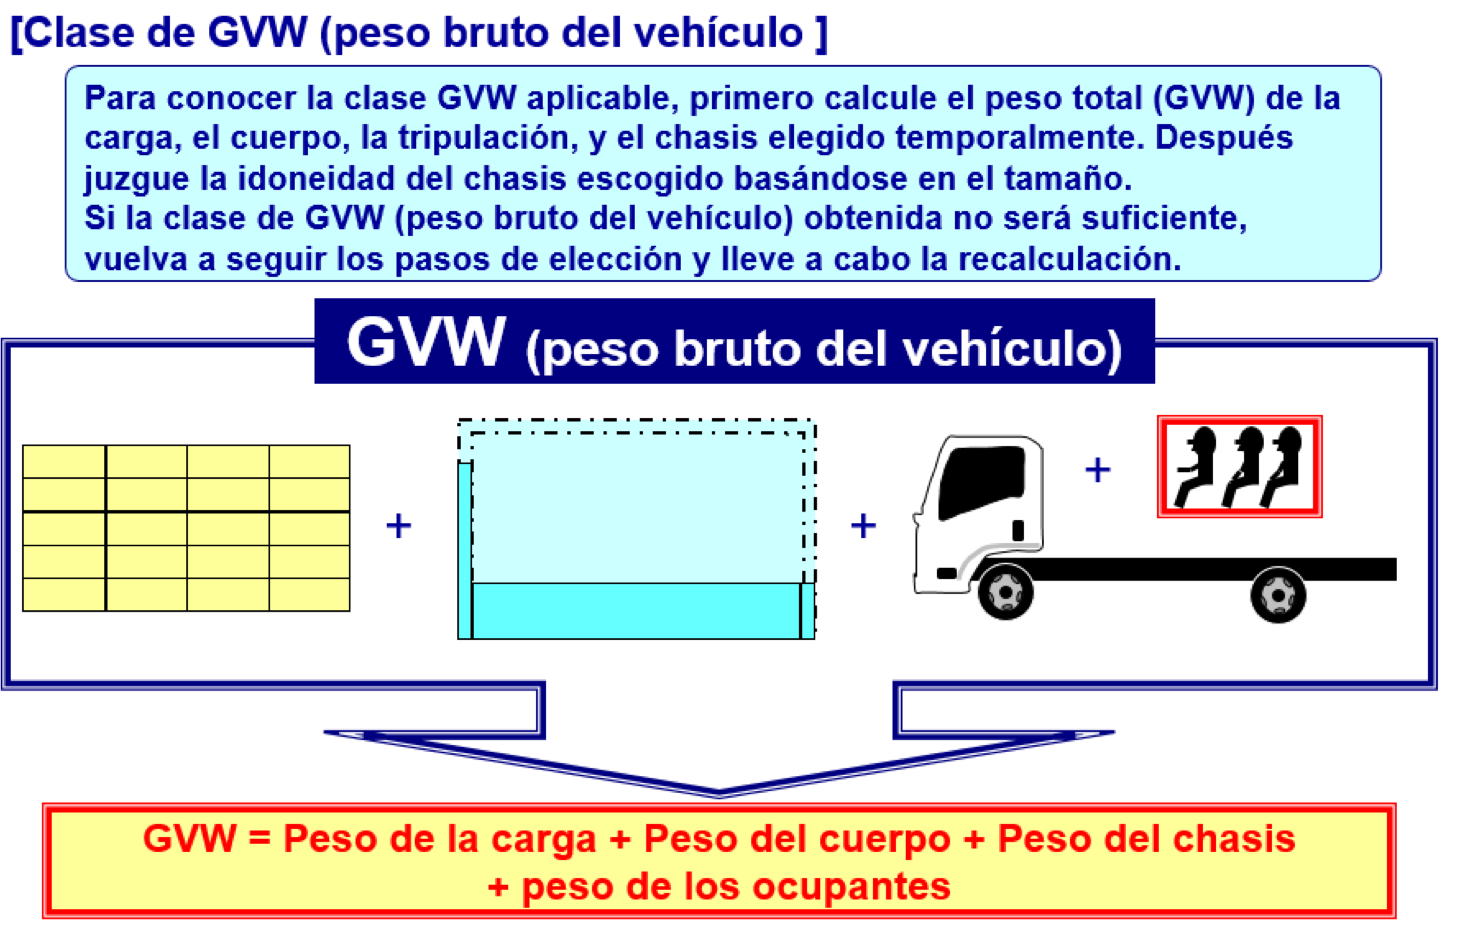 [Clase de GVW (peso bruto del vehículo ]
Para conocer la clase GVW aplicable, primero calcule el peso total (GVW) de la
carga, el cuerpo, la tripulación, y el chasis elegido temporalmente. Después
juzgue la idoneidad del chasis escogido basándose en el tamaño.
Si la clase de GVW (peso bruto del vehículo) obtenida no será suficiente,
vuelva a seguir los pasos de elección y lleve a cabo la recalculación.
GVW (peso bruto del vehículo)
+
+
+
GVW = Peso de la carga + Peso del cuerpo + Peso del chasis
+ peso de los ocupantes